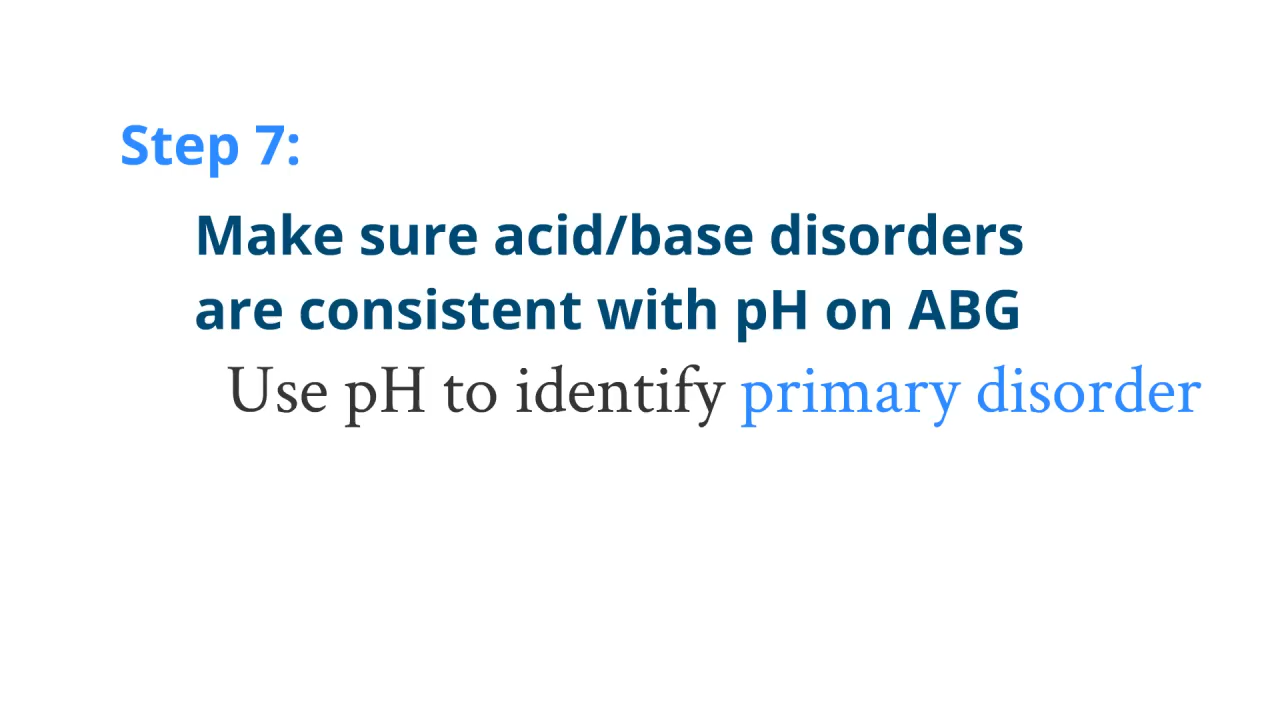 Step 7:
Make sure acid/base disorders
are consistent with pH on ABG
Use pH to identify primary disorder